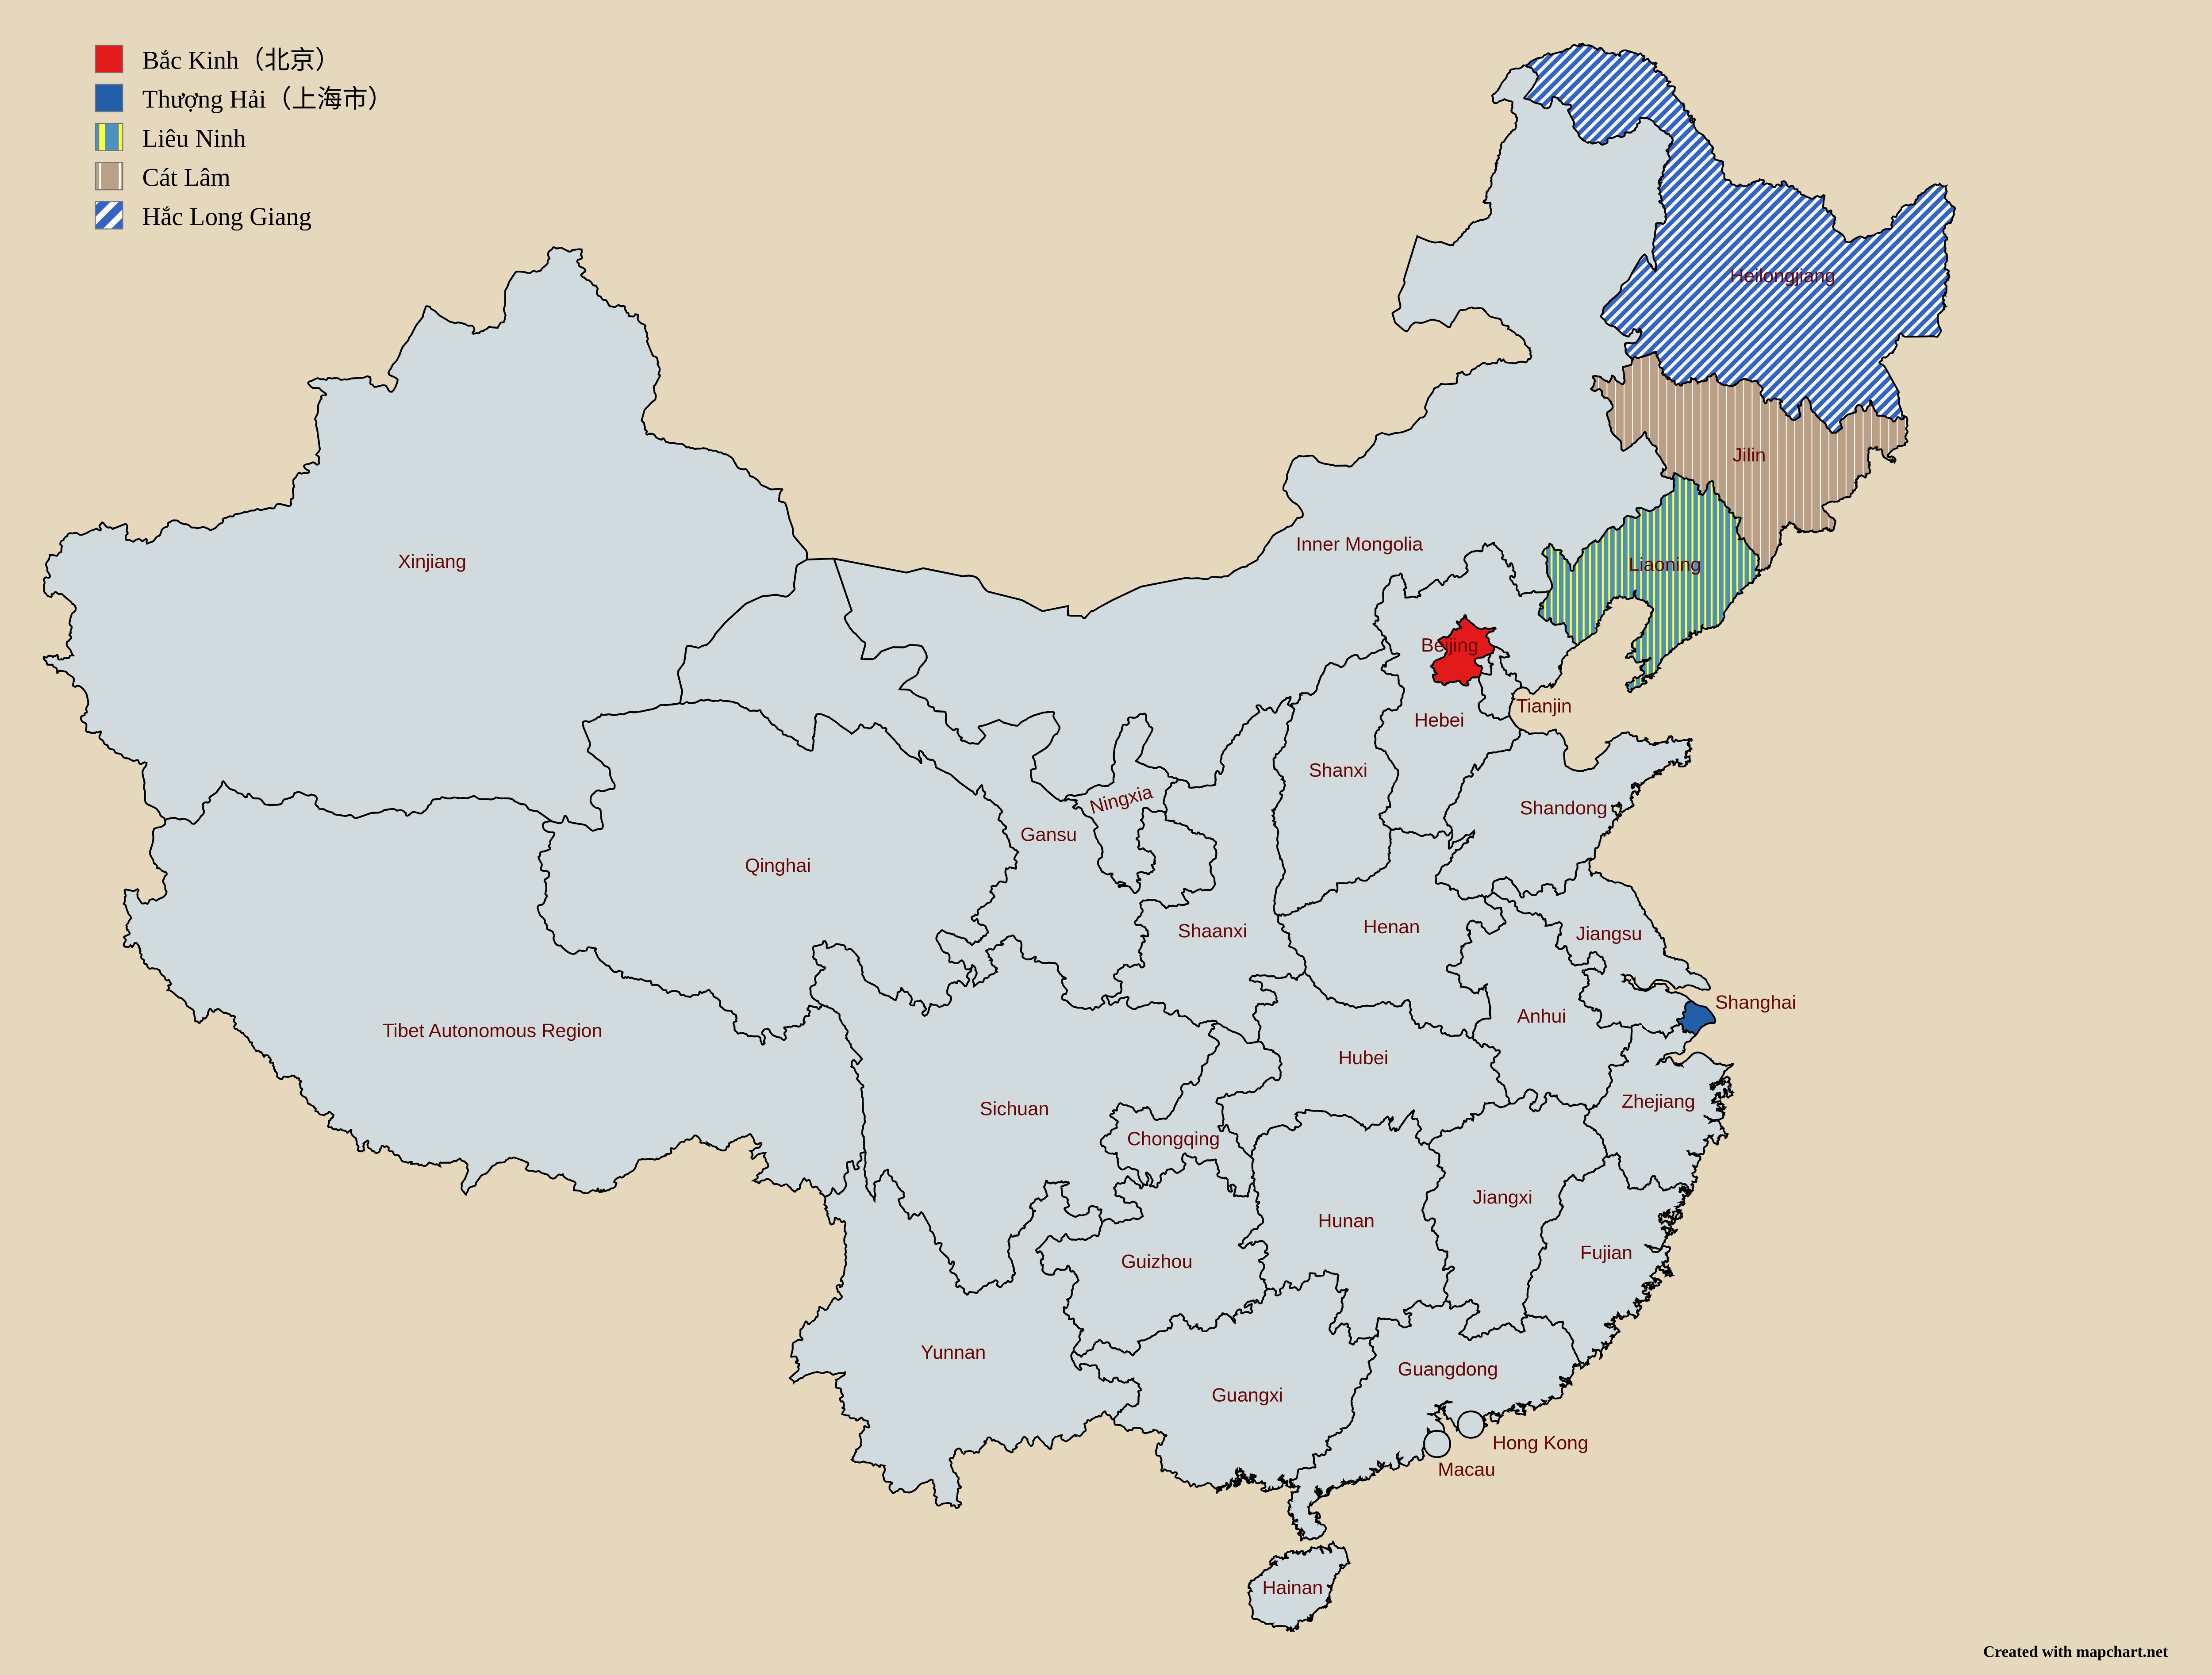 Bắc Kinh（北京）
Thượng Hải（上海市）
Liêu Ninh
Cát Lâm
Hắc Long Giang
Heilongjiang
Jilin
Inner Mongolia
Xinjiang
Liaoning
Beijing
Tianjin
Hebei
Shanxi
Ningxia
Shandong
Gansu
Qinghai
Shaanxi
Henan
Jiangsu
Shanghai
Anhui
Tibet Autonomous Region
Hubei
Zhejiang
Sichuan
Chongqing
Jiangxi
Hunan
Fujian
Guizhou
Yunnan
Guangdong
Guangxi
Hong Kong
Macau
Hainan
Created with mapchart.net